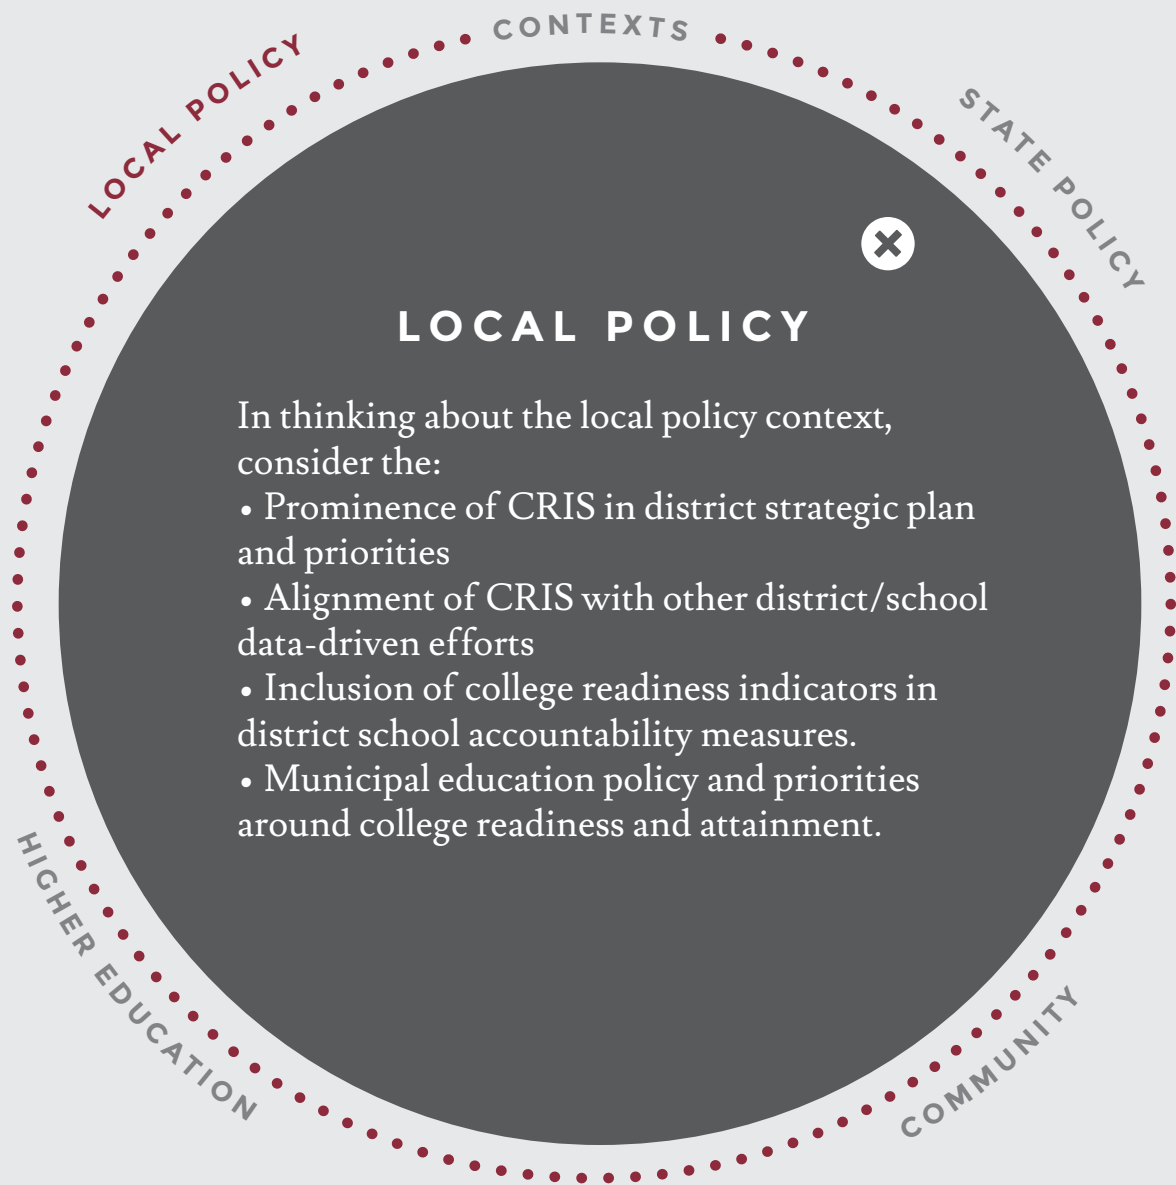 CONTEXTS
LOCAL POLICY
STATE POLICY
LOCAL POLICY
In thinking about the local policy context,
consider the:
• Prominence of CRIS in district strategic plan
and priorities
• Alignment of CRIS with other district/school
data-driven efforts
• Inclusion of college readiness indicators in
district school accountability measures.
• Municipal education policy and priorities
around college readiness and attainment.
HIGHER EDUCATION
COMMUNITY